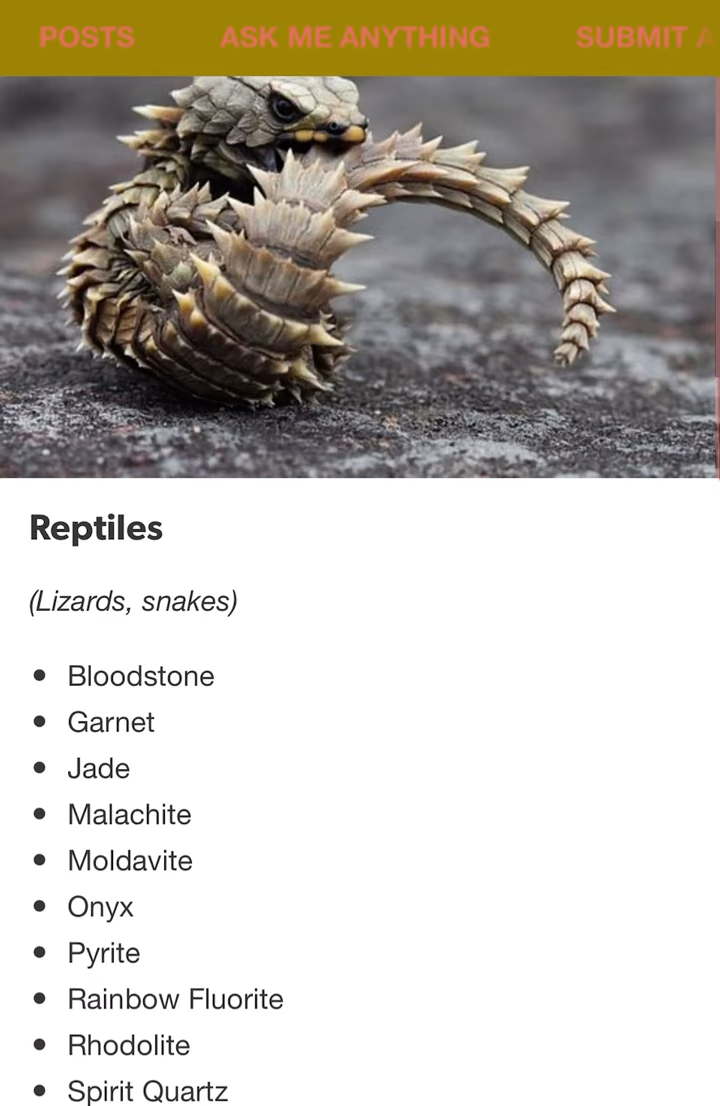 POSTS ASK ME ANYTHING SUBMIT A
Reptiles
(Lizards, snakes)
• Bloodstone
• Garnet
• Jade
• Malachite
• Moldavite
• Onyx
• Pyrite
• Rainbow Fluorite
• Rhodolite
• Spirit Quartz